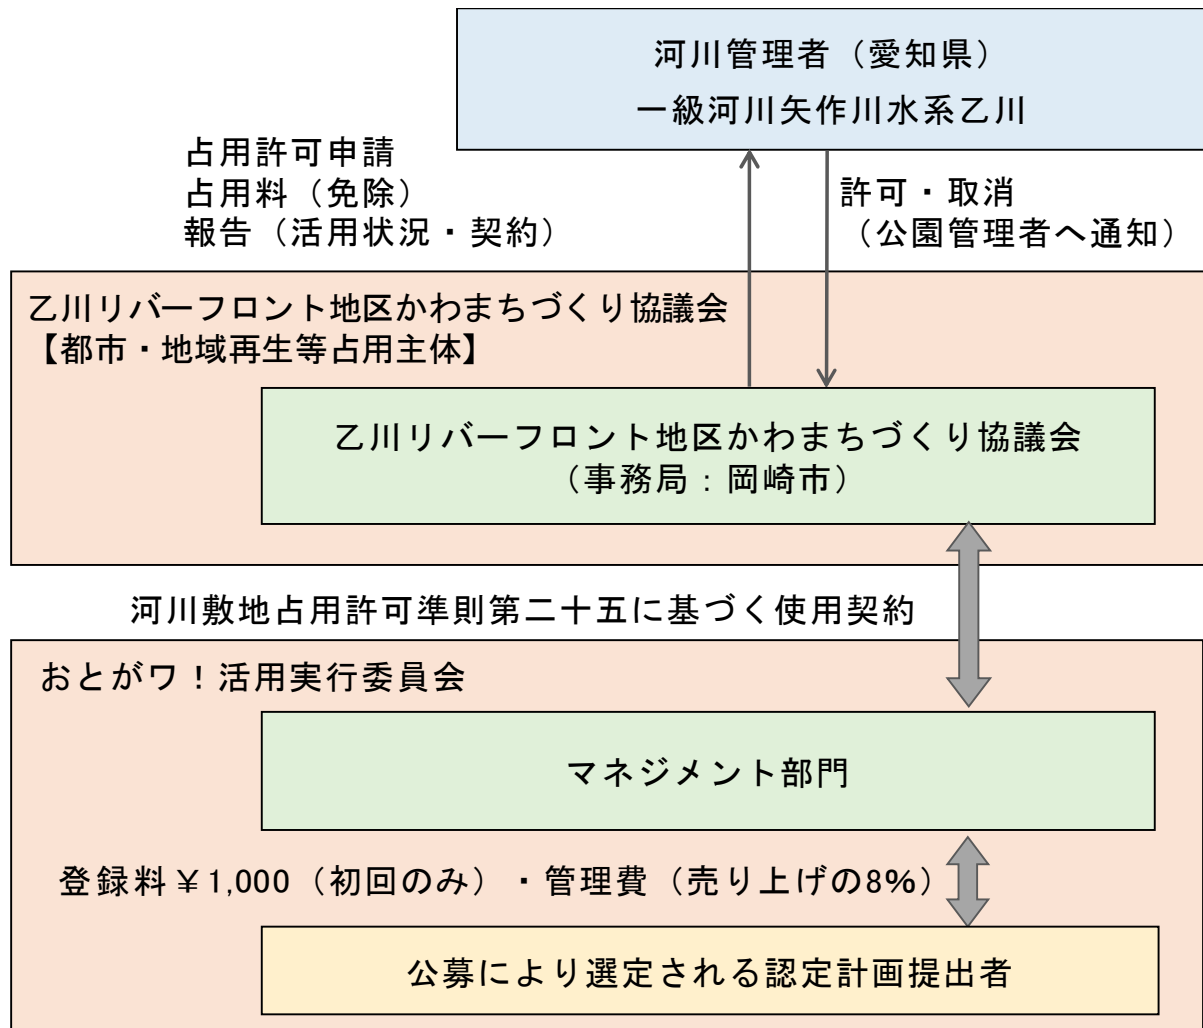 河川管理者（愛知県）
一級河川矢作川水系乙川
占用許可申請
占用料（免除）
報告（活用状況・契約）
許可・取消
（公園管理者へ通知）
乙川リバーフロント地区かわまちづくり協議会
【都市・地域再生等占用主体】
乙川リバーフロント地区かわまちづくり協議会
（事務局：岡崎市）
河川敷地占用許可準則第二十五に基づく使用契約
おとがワ！活用実行委員会
マネジメント部門
登録料￥1,000（初回のみ）・管理費（売り上げの8%）
公募により選定される認定計画提出者